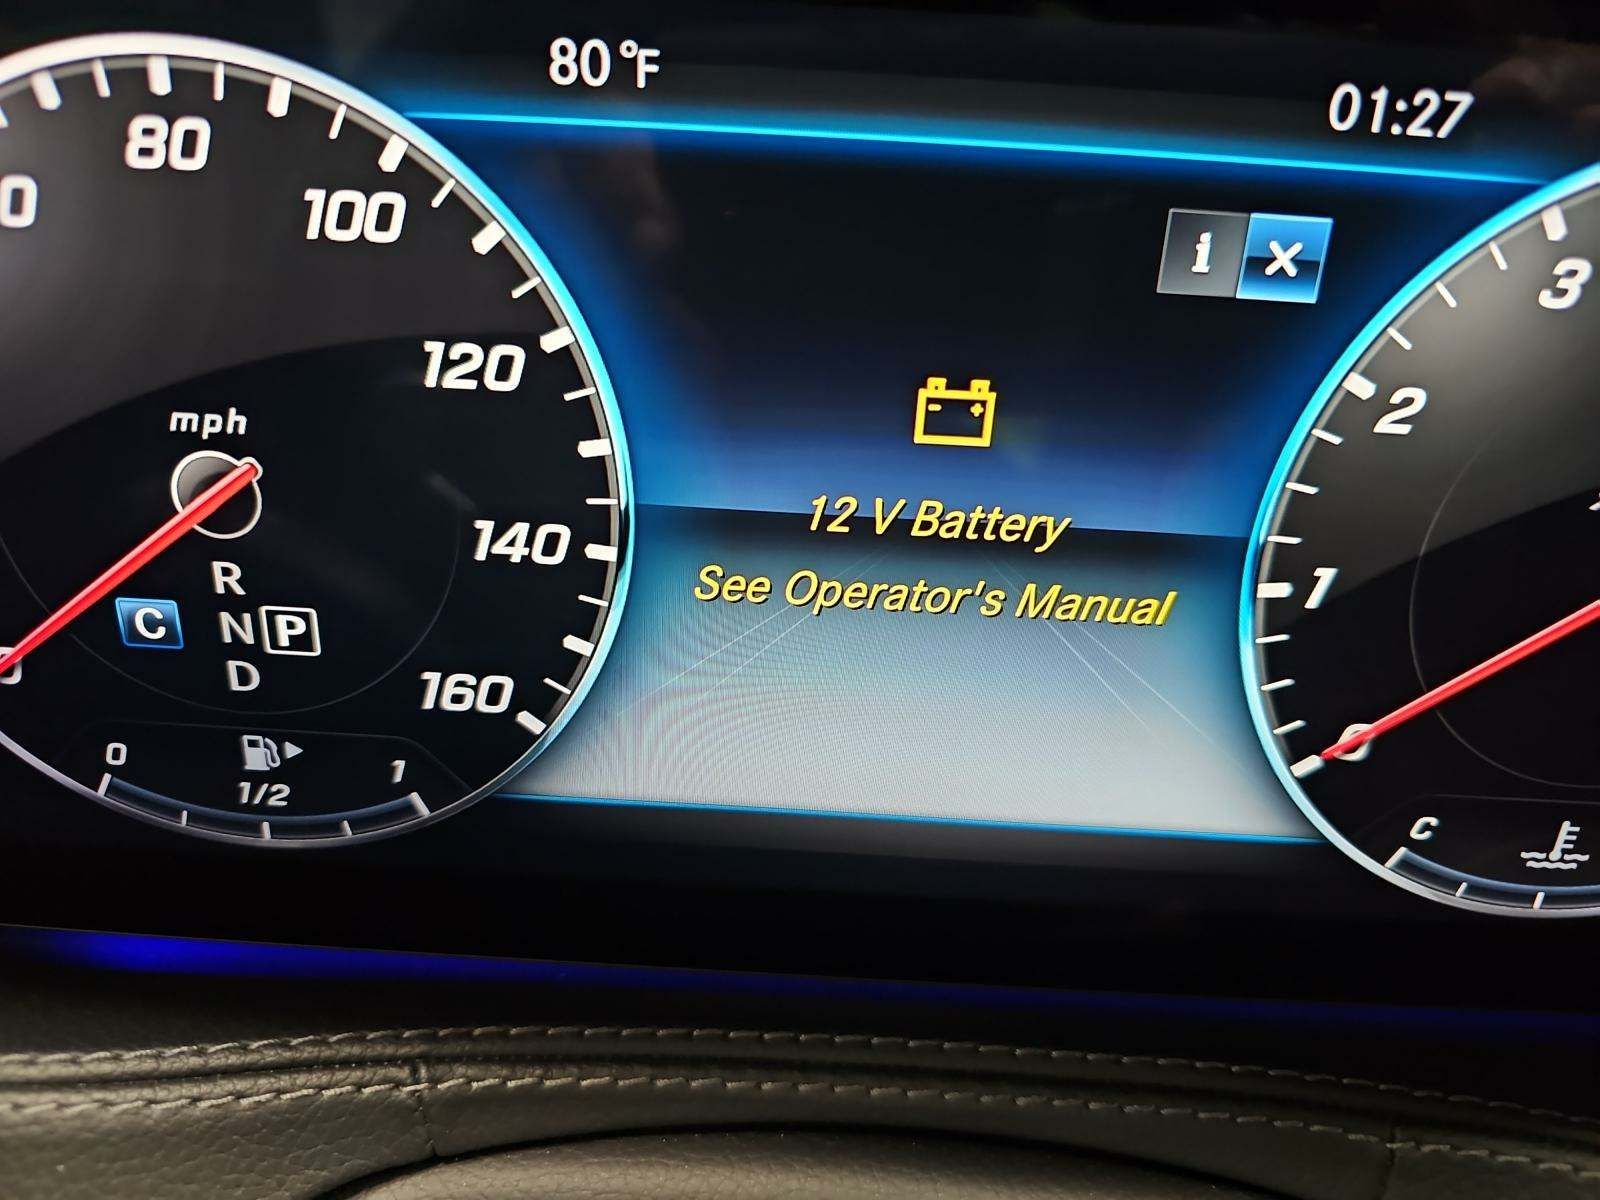 80°F
01:27
80
100
120
140
160
mph
R
C
N P
D
0
1/2
1
i X
12 V Battery
See Operator's Manual
3
2
1
0
C